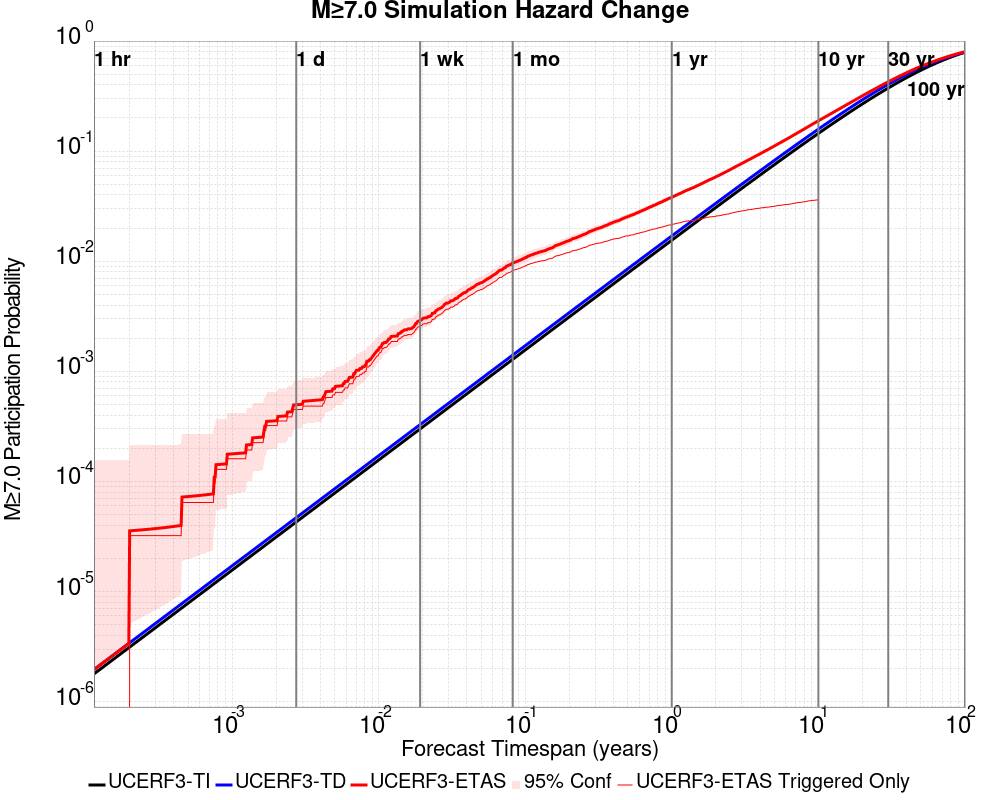 M≥7.0 Simulation Hazard Change
10^0
1 hr
1 d
1 wk
1 mo
1 yr
10 yr
30 yr
100 yr
10^-1
10^-2
10^-3
10^-4
10^-5
10^-6
M≥7.0 Participation Probability
10^-3
10^-2
10^-1
10^0
10^1
10^2
Forecast Timespan (years)
UCERF3-TI UCERF3-TD UCERF3-ETAS 95% Conf UCERF3-ETAS Triggered Only